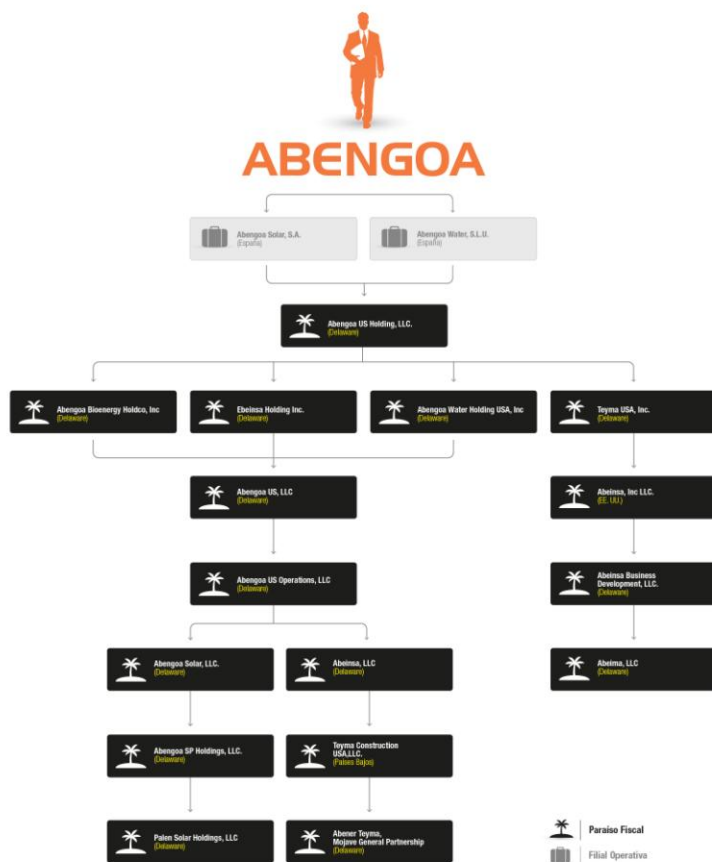 ABENGOA
Abengoa Solar, S.A.
(España)
Abengoa Water, S.L.U.
(España)
Abengoa US Holding, LLC.
(Delaware)
Abengoa Bioenergy Holdco, Inc
(Delaware)
Ebeinsa Holding Inc.
(Delaware)
Abengoa Water Holding USA, Inc
(Delaware)
Teyma USA, Inc.
(Delaware)
Abengoa US, LLC
(Delaware)
Abeinsa, Inc LLC.
(EE. UU.)
Abengoa US Operations, LLC
(Delaware)
Abeinsa Business
Development, LLC.
(Delaware)
Abengoa Solar, LLC.
(Delaware)
Abeinsa, LLC
(Delaware)
Abeima, LLC
(Delaware)
Abengoa SP Holdings, LLC.
(Delaware)
Teyma Construction
USA,LLC.
(Países Bajos)
Palen Solar Holdings, LLC
(Delaware)
Abener Teyma,
Mojave General Partnership
(Delaware)
Paraíso Fiscal
Filial Operativa